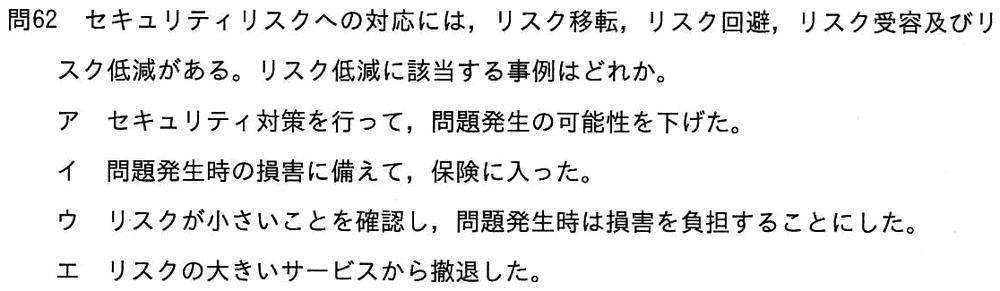 問62 セキュリティリスクへの対応には，リスク移転，リスク回避，リスク受容及びリ
スク低減がある。リスク低減に該当する事例はどれか。
ア セキュリティ対策を行って，問題発生の可能性を下げた。
イ 問題発生時の損害に備えて，保険に入った。
ウ リスクが小さいことを確認し，問題発生時は損害を負担することにした。
エ リスクの大きいサービスから撤退した。